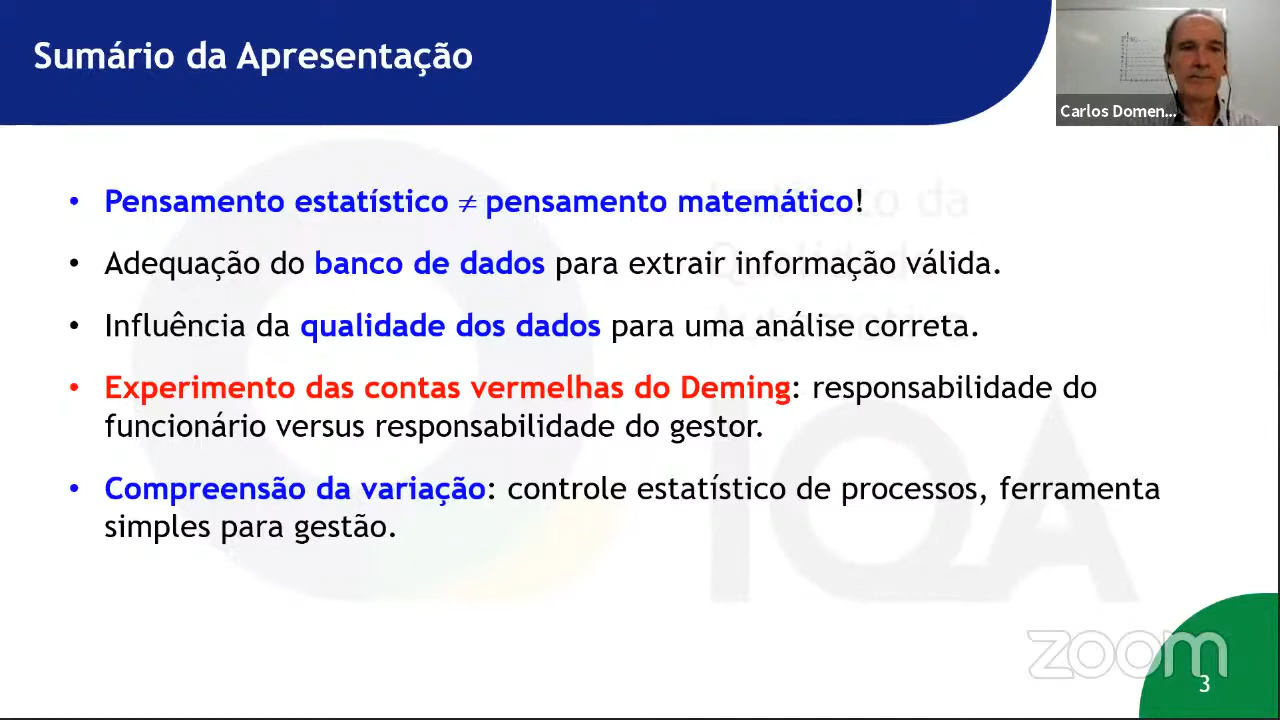 Sumário da Apresentação
Carlos Domen...
• Pensamento estatístico ≠ pensamento matemático!
• Adequação do banco de dados para extrair informação válida.
• Influência da qualidade dos dados para uma análise correta.
• Experimento das contas vermelhas do Deming: responsabilidade do
funcionário versus responsabilidade do gestor.
• Compreensão da variação: controle estatístico de processos, ferramenta
simples para gestão.
IQA
zoom
3